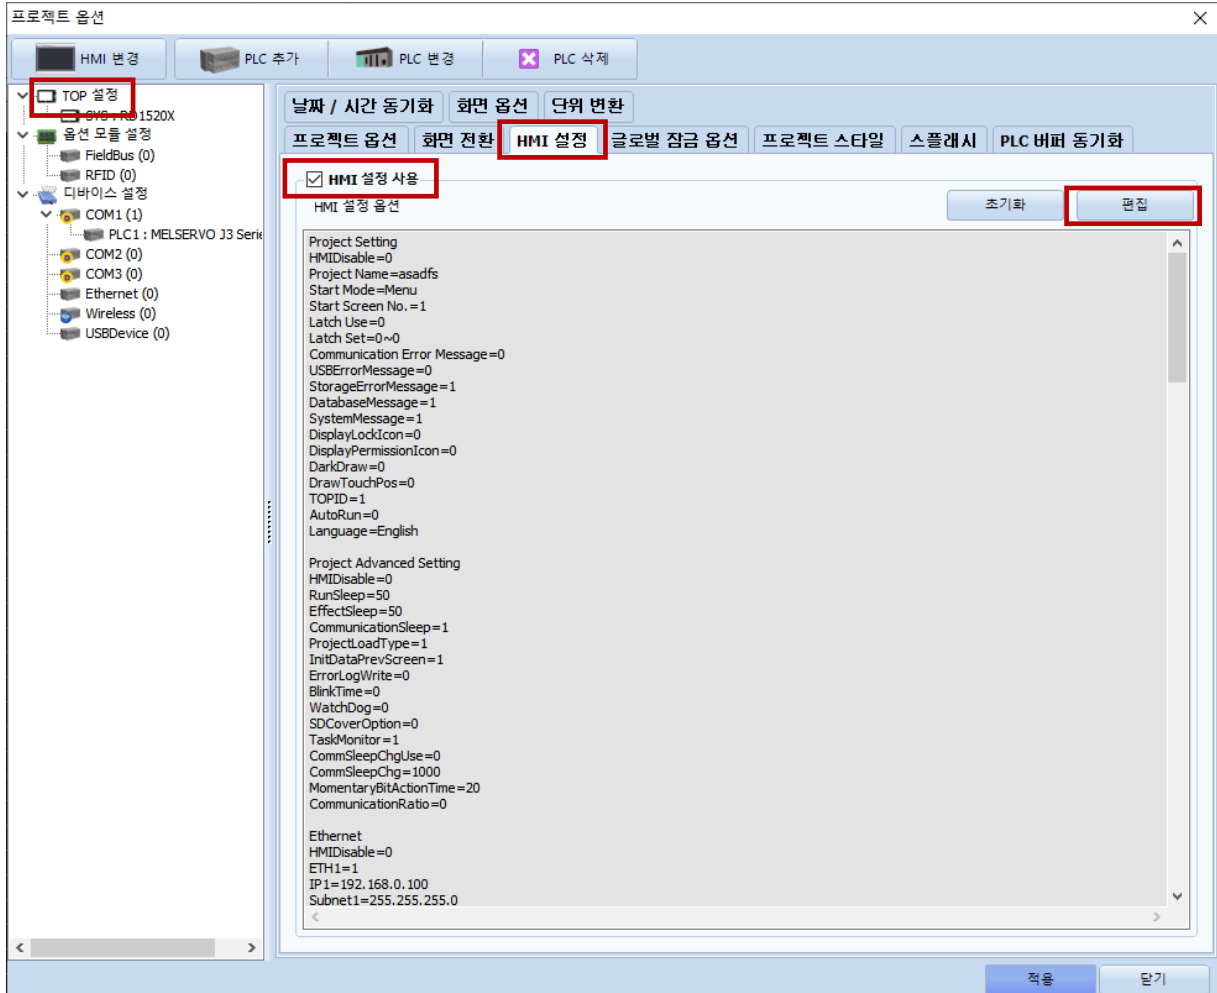 프로젝트 옵션
HMI 변경
PLC 추가
PLC 변경
PLC 삭제
TOP 설정
SYS : RD1520X
옵션 모듈 설정
FieldBus (0)
RFID (0)
디바이스 설정
COM1 (1)
PLC1 : MELSERVO J3 Serie
COM2 (0)
COM3 (0)
Ethernet (0)
Wireless (0)
USBDevice (0)
날짜 / 시간 동기화 화면 옵션 단위 변환
프로젝트 옵션 화면 전환 HMI 설정 글로벌 잠금 옵션 프로젝트 스타일 스플래시 PLC 버퍼 동기화
HMI 설정 사용
HMI 설정 옵션 초기화 편집
Project Setting
HMIDisable=0
Project Name=asadfs
Start Mode=Menu
Start Screen No.=1
Latch Use=0
Latch Set=0~0
Communication Error Message=0
USBErrorMessage=0
StorageErrorMessage=1
DatabaseMessage=1
SystemMessage=1
DisplayLockIcon=0
DisplayPermissionIcon=0
DarkDraw=0
DrawTouchPos=0
TOPID=1
AutoRun=0
Language=English
Project Advanced Setting
HMIDisable=0
RunSleep=50
EffectSleep=50
CommunicationSleep=1
ProjectLoadType=1
InitDataPrevScreen=1
ErrorLogWrite=0
BlinkTime=0
WatchDog=0
SDCoverOption=0
TaskMonitor=1
CommSleepChgUse=0
CommSleepChg=1000
MomentaryBitActionTime=20
CommunicationRatio=0
Ethernet
HMIDisable=0
ETH1=1
IP1=192.168.0.100
Subnet1=255.255.255.0
적용 닫기